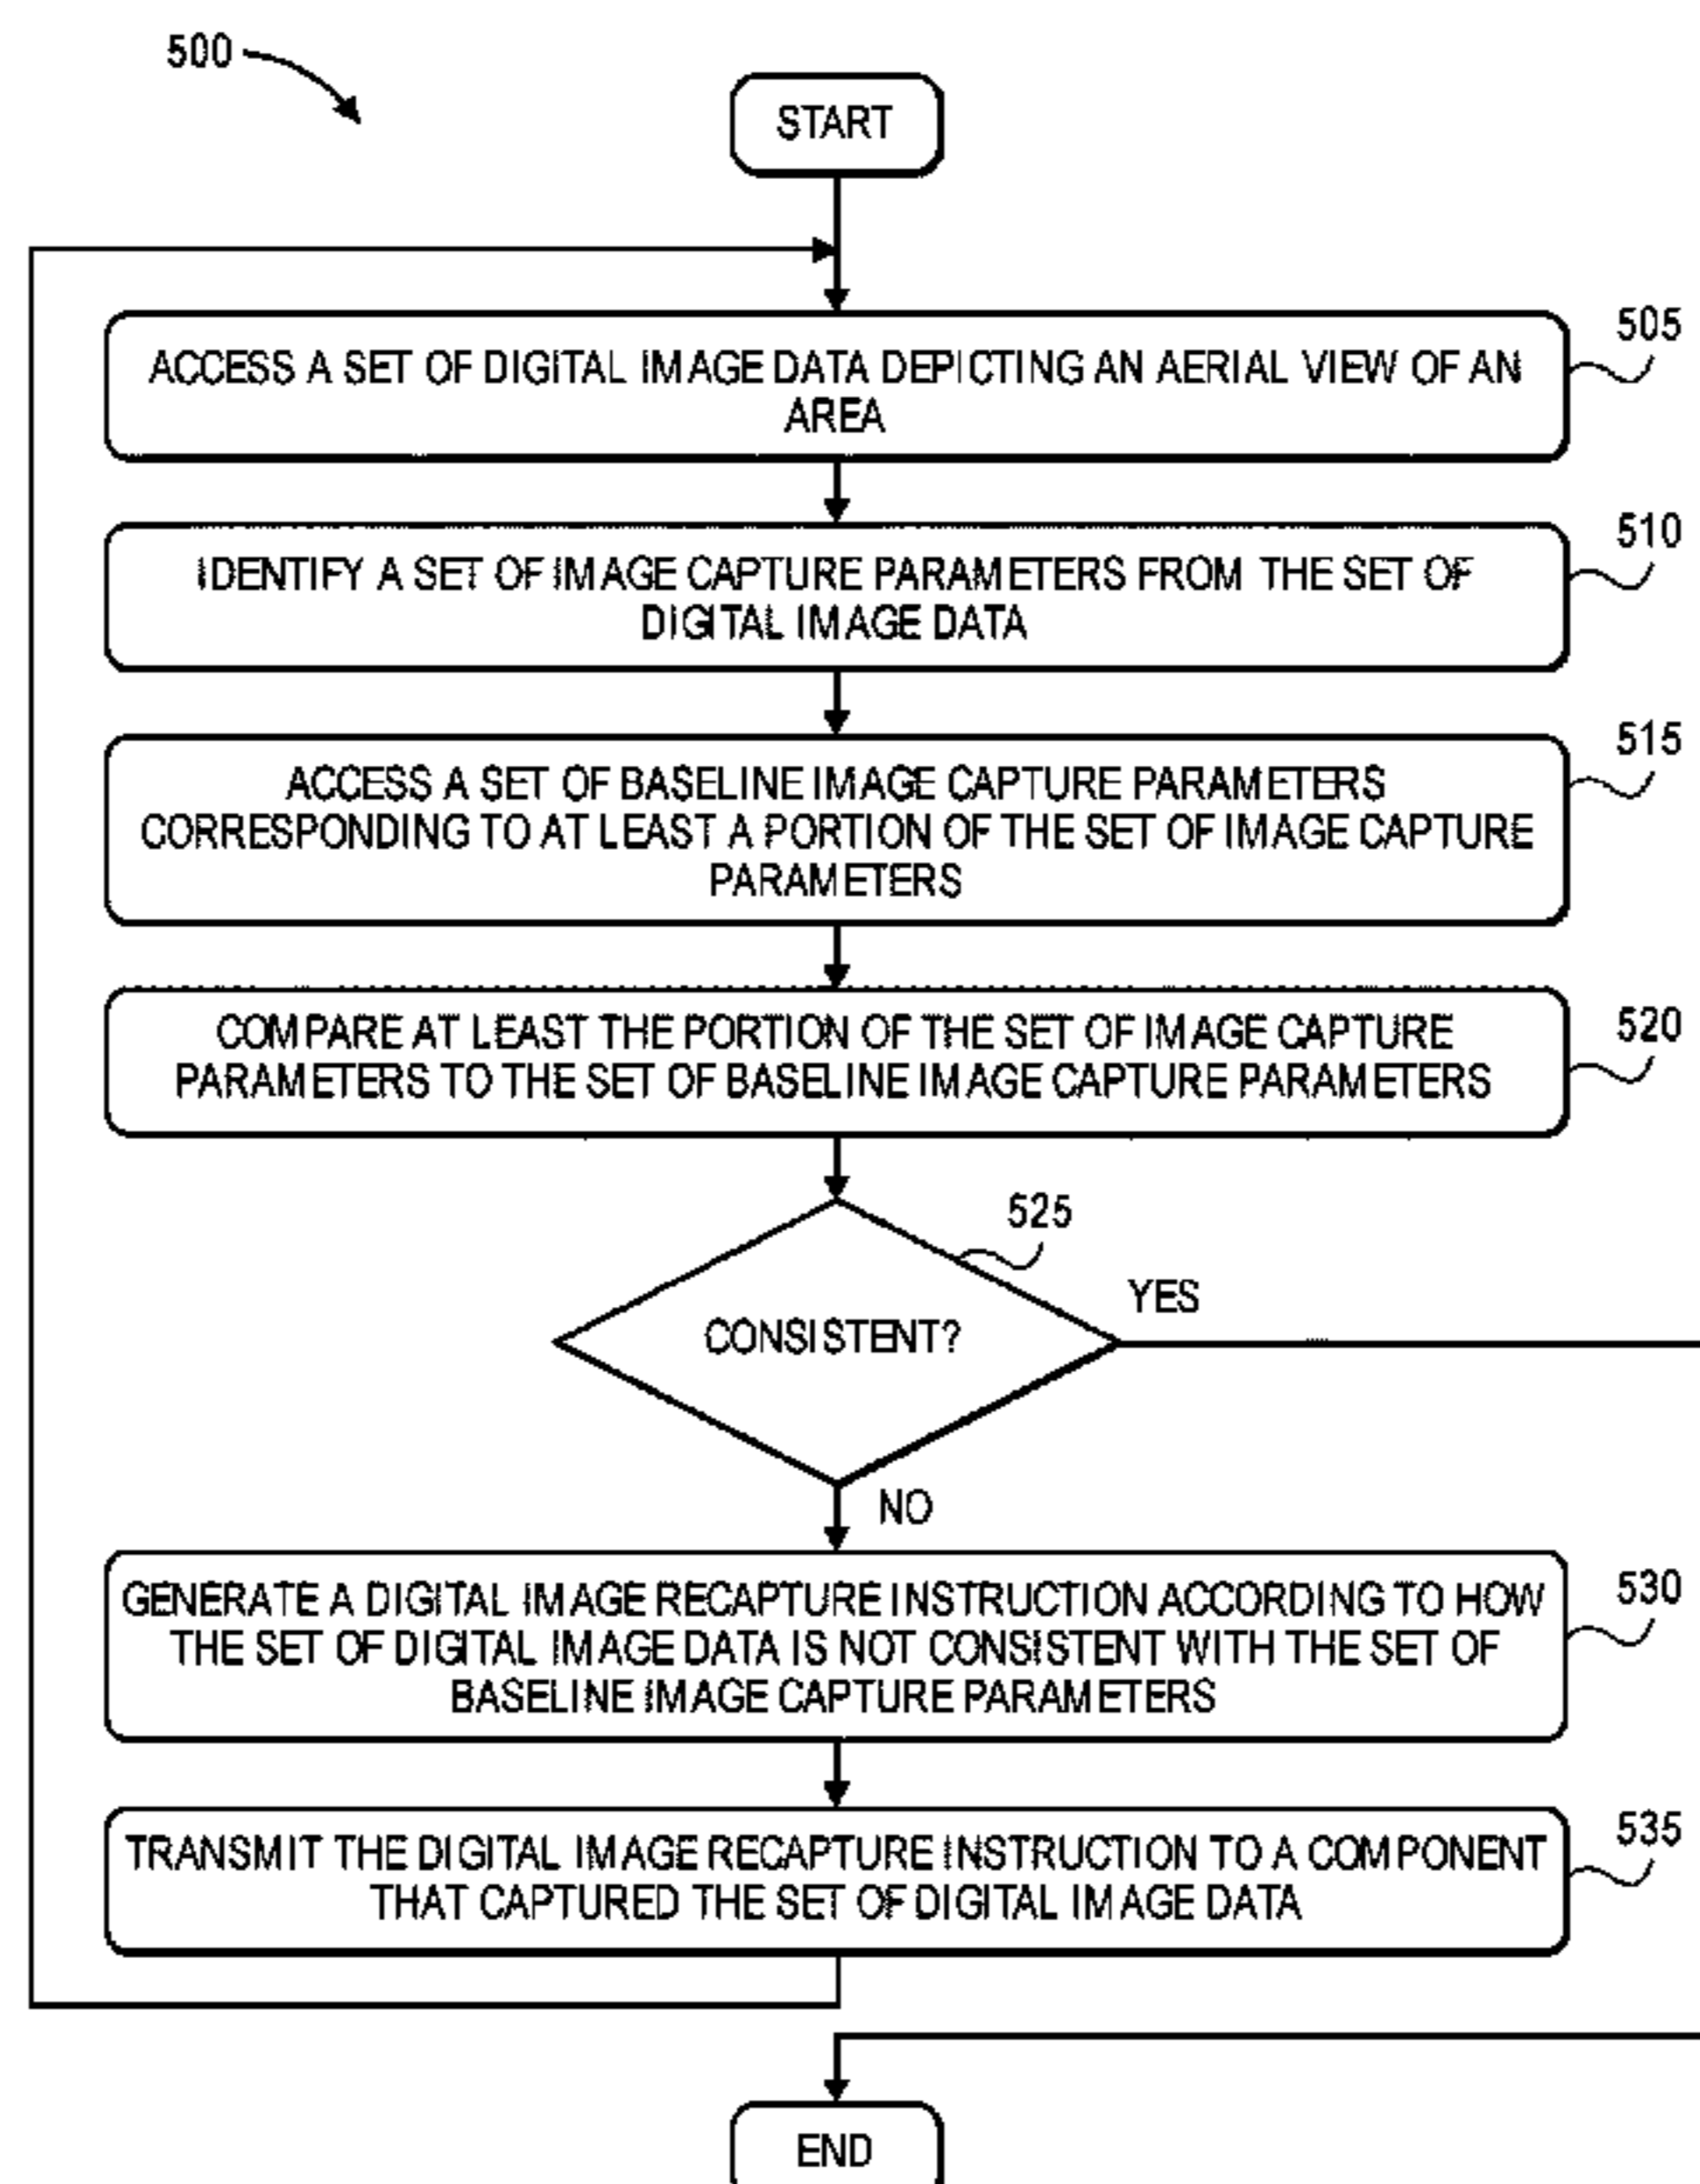 500
START
ACCESS A SET OF DIGITAL IMAGE DATA DEPICTING AN AERIAL VIEW OF AN
AREA
505
IDENTIFY A SET OF IMAGE CAPTURE PARAMETERS FROM THE SET OF
DIGITAL IMAGE DATA
510
ACCESS A SET OF BASELINE IMAGE CAPTURE PARAMETERS
CORRESPONDING TO AT LEAST A PORTION OF THE SET OF IMAGE CAPTURE
PARAMETERS
515
COMPARE AT LEAST THE PORTION OF THE SET OF IMAGE CAPTURE
PARAMETERS TO THE SET OF BASELINE IMAGE CAPTURE PARAMETERS
520
525
CONSISTENT?
YES
NO
GENERATE A DIGITAL IMAGE RECAPTURE INSTRUCTION ACCORDING TO HOW
THE SET OF DIGITAL IMAGE DATA IS NOT CONSISTENT WITH THE SET OF
BASELINE IMAGE CAPTURE PARAMETERS
530
TRANSMIT THE DIGITAL IMAGE RECAPTURE INSTRUCTION TO A COMPONENT
THAT CAPTURED THE SET OF DIGITAL IMAGE DATA
535
END